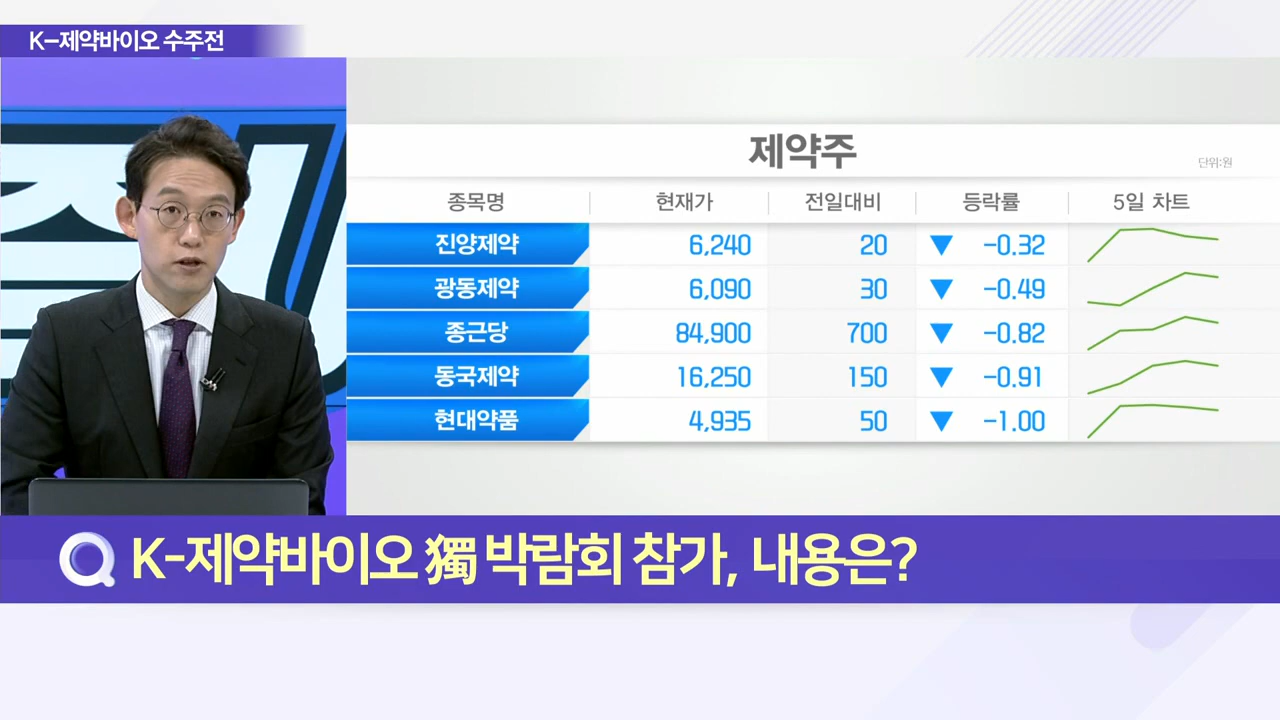 K-제약바이오 수주전
제약주
단위:원
종목명 현재가 전일대비 등락률 5일 차트
진양제약 6,240 20 ▼ -0.32
광동제약 6,090 30 ▼ -0.49
종근당 84,900 700 ▼ -0.82
동국제약 16,250 150 ▼ -0.91
현대약품 4,935 50 ▼ -1.00
Q K-제약바이오 獨 박람회 참가, 내용은?